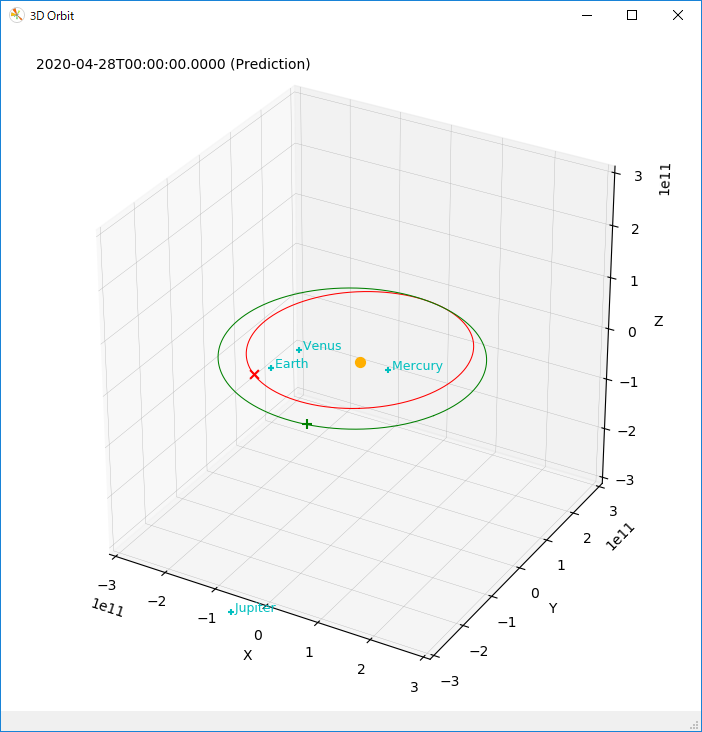 3D Orbit
2020-04-28T00:00:00.0000 (Prediction)
1e11
3
2
1
0
−1
−2
−3
Z
Venus
Earth
Mercury
Jupiter
−3
−2
−1
0
1
2
3
1e11
X
3
2
1
0
−1
−2
−3
1e11
Y